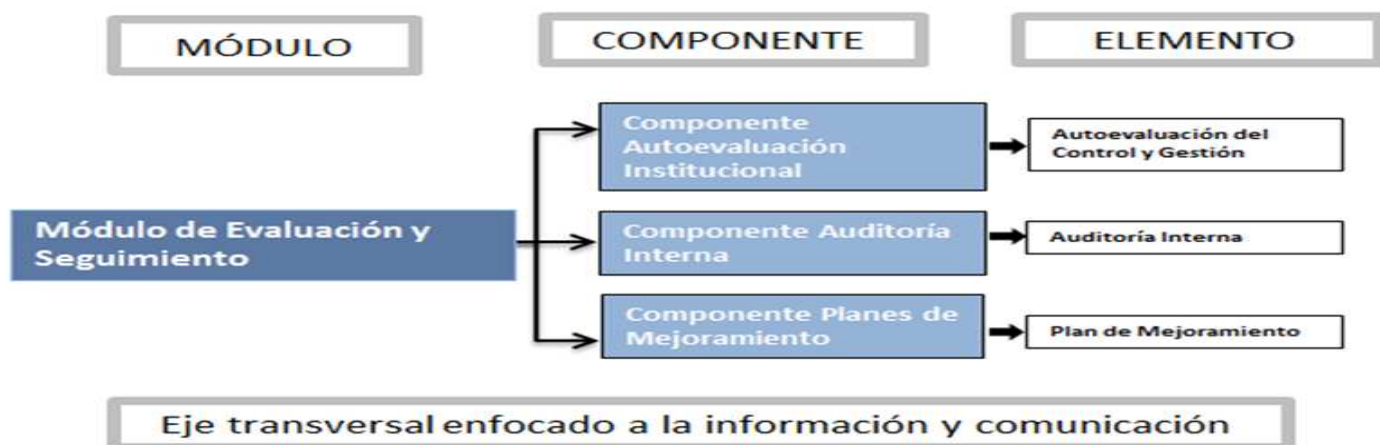 MÓDULO
COMPONENTE
ELEMENTO
Componente
Autoevaluación
Institucional
Autoevaluación del
Control y Gestión
Módulo de Evaluación y
Seguimiento
Componente Auditoría
Interna
Auditoría Interna
Componente Planes de
Mejoramiento
Plan de Mejoramiento
Eje transversal enfocado a la información y comunicación